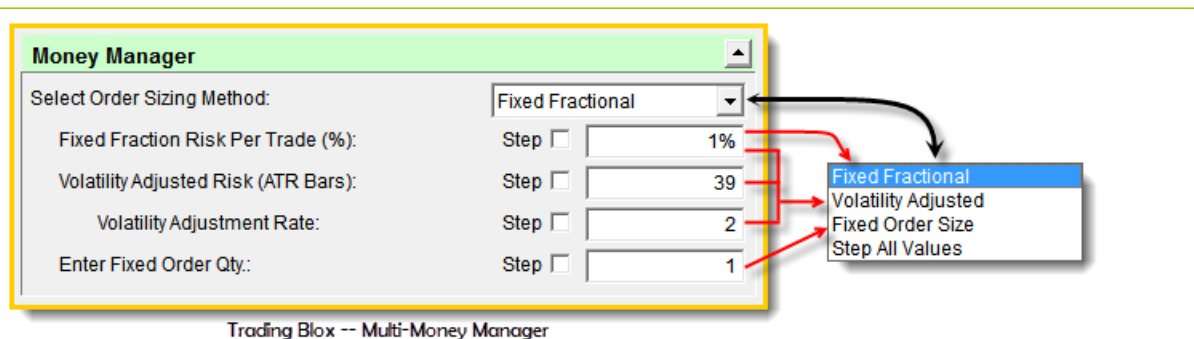 Money Manager
Select Order Sizing Method: Fixed Fractional
Fixed Fraction Risk Per Trade (%): Step 1%
Volatility Adjusted Risk (ATR Bars): Step 39
Volatility Adjustment Rate: Step 2
Enter Fixed Order Qty.: Step 1
Fixed Fractional
Volatility Adjusted
Fixed Order Size
Step All Values
Trading Blox -- Multi-Money Manager